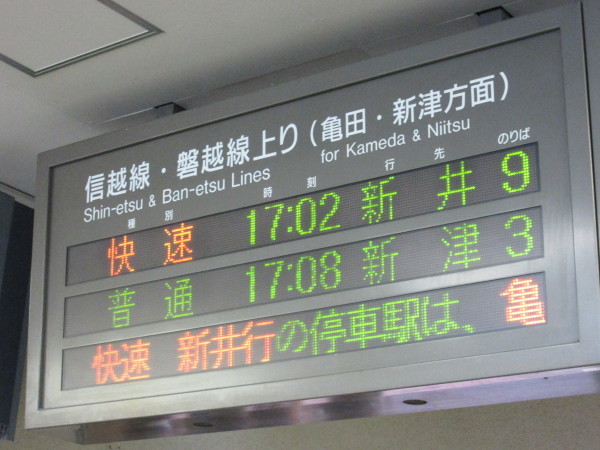 信越線・磐越線上り(亀田・新津方面)
Shin-etsu & Ban-etsu Lines for Kameda & Niitsu
種別 時刻 行先 のりば
快速 17:02 新井 9
普通 17:08 新津 3
快速 新井行の停車駅は、亀